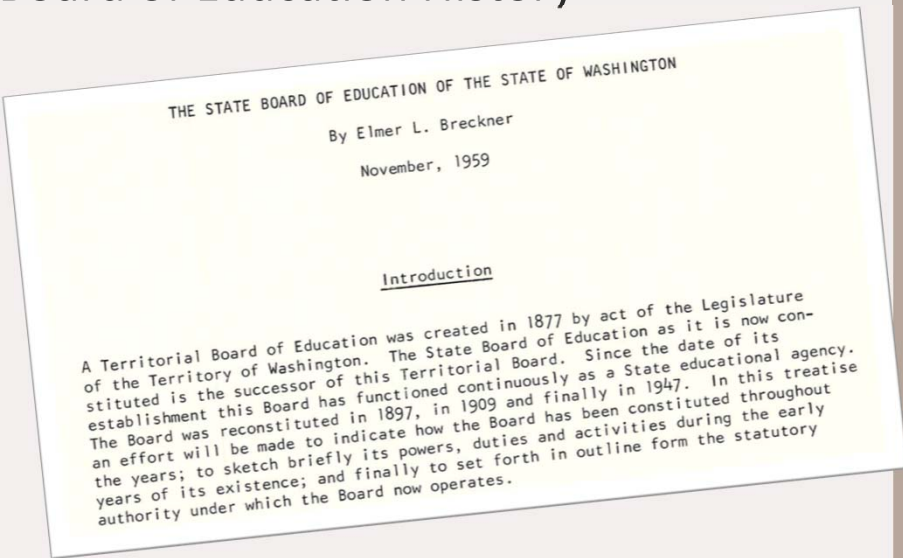 Board of Education History
THE STATE BOARD OF EDUCATION OF THE STATE OF WASHINGTON
By Elmer L. Breckner
November, 1959
Introduction
A Territorial Board of Education was created in 1877 by act of the Legislature
of the Territory of Washington. The State Board of Education as it is now con-
stituted is the successor of this Territorial Board. Since the date of its
establishment this Board has functioned continuously as a State educational agency.
The Board was reconstituted in 1897, in 1909 and finally in 1947. In this treatise
an effort will be made to indicate how the Board has been constituted throughout
the years; to sketch briefly its powers, duties and activities during the early
years of its existence; and finally to set forth in outline form the statutory
authority under which the Board now operates.